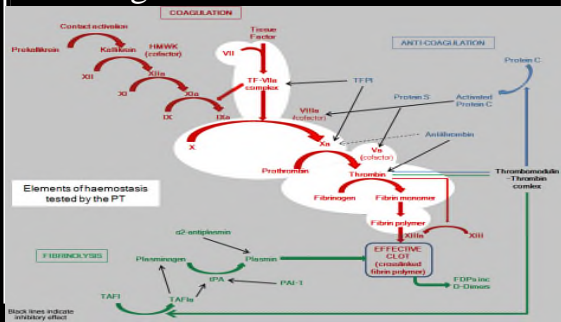 COAGULATION
Tissue
Factor
Contact activation
VII
Prekallikrein
Kallikrein
HMWK
(cofactor)
XII
XIIa
XI
XIa
IX
IXa
TF-VIIa
complex
VIIIa
(cofactor)
X
Xa
Va
(cofactor)
Prothrombin
Thrombin
Fibrinogen
Fibrin monomer
Fibrin polymer
XIIIa
XIII
EFFECTIVE
CLOT
(crosslinked
fibrin polymer)
ANTI-COAGULATION
Protein C
TFPI
Protein S
Activated
Protein C
Antithrombin
Thrombomodulin
-Thrombin
complex
Elements of haemostasis
tested by the PT
FIBRINOLYSIS
α2-antiplasmin
Plasminogen
Plasmin
tPA
PAI-1
TAFI
TAFIa
FDPs inc
D-Dimers
Black lines indicate
inhibitory effect